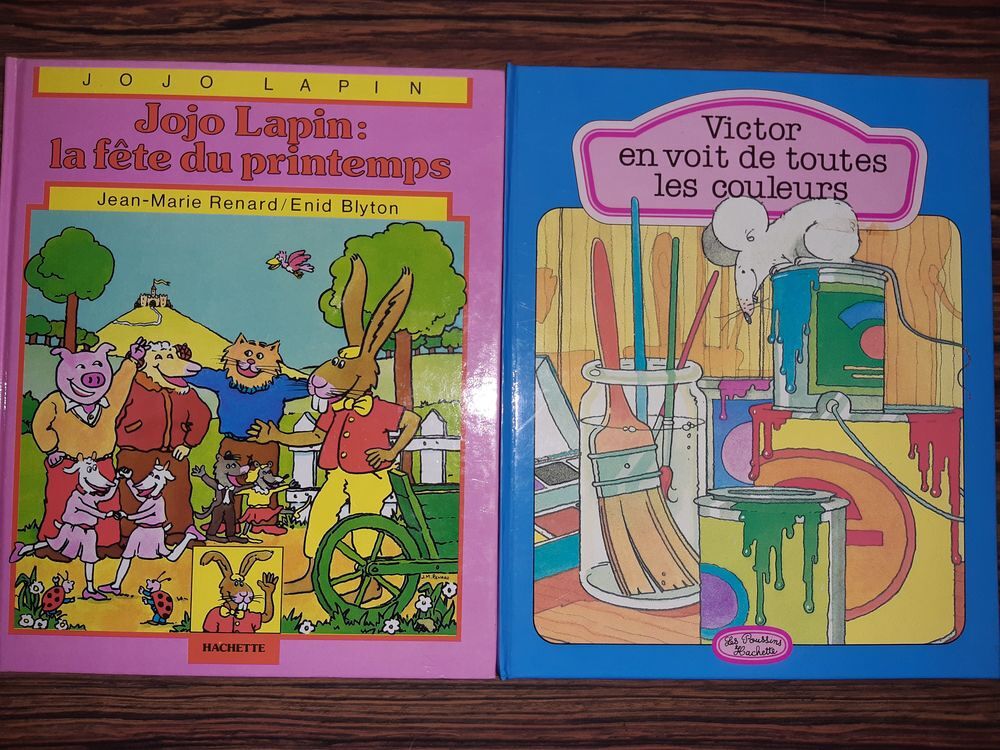 JOJO LAPIN
Jojo Lapin:
la fête du printemps
Jean-Marie Renard/Enid Blyton
J.M. RENARD
HACHETTE
Victor
en voit de toutes
les couleurs
Les Poussins
Hachette